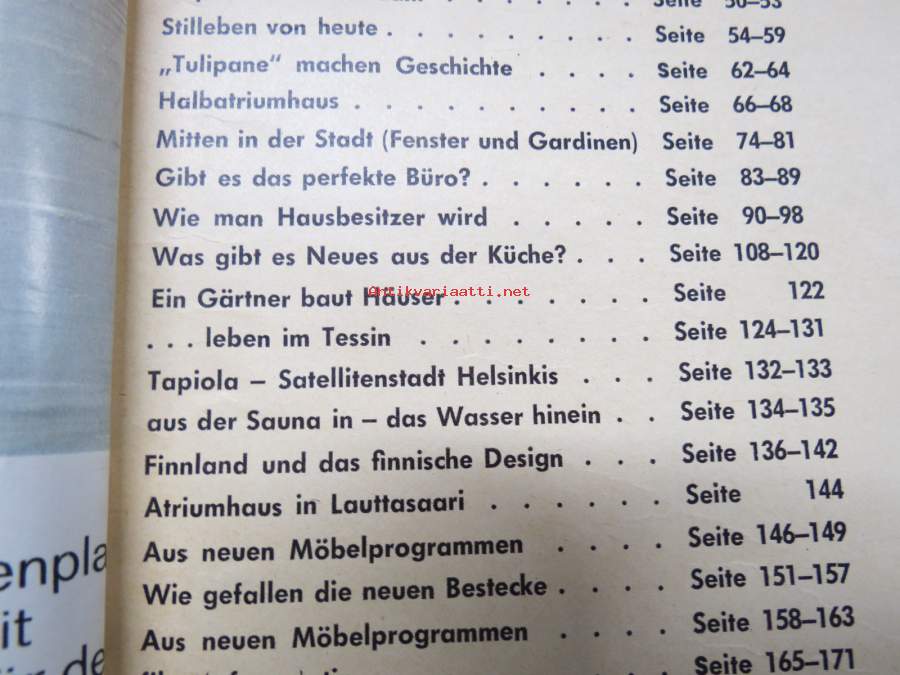 Seite 50–53
Stilleben von heute . . . . . . . . . Seite 54–59
„Tulipane“ machen Geschichte . . . . Seite 62–64
Halbatriumhaus . . . . . . . . . . Seite 66–68
Mitten in der Stadt (Fenster und Gardinen) Seite 74–81
Gibt es das perfekte Büro? . . . . . . Seite 83–89
Wie man Hausbesitzer wird . . . . . Seite 90–98
Was gibt es Neues aus der Küche? . . . Seite 108–120
Ein Gärtner baut Häuser . . . . . . . Seite 122
Antikvariaatti.net
. . . leben im Tessin . . . . . . . . Seite 124–131
Tapiola – Satellitenstadt Helsinkis . . . Seite 132–133
aus der Sauna in – das Wasser hinein . . Seite 134–135
Finnland und das finnische Design . . . Seite 136–142
Atriumhaus in Lauttasaari . . . . . . Seite 144
Aus neuen Möbelprogrammen . . . . Seite 146–149
Wie gefallen die neuen Bestecke . . . . Seite 151–157
Aus neuen Möbelprogrammen . . . . Seite 158–163
Seite 165–171
enpla
it